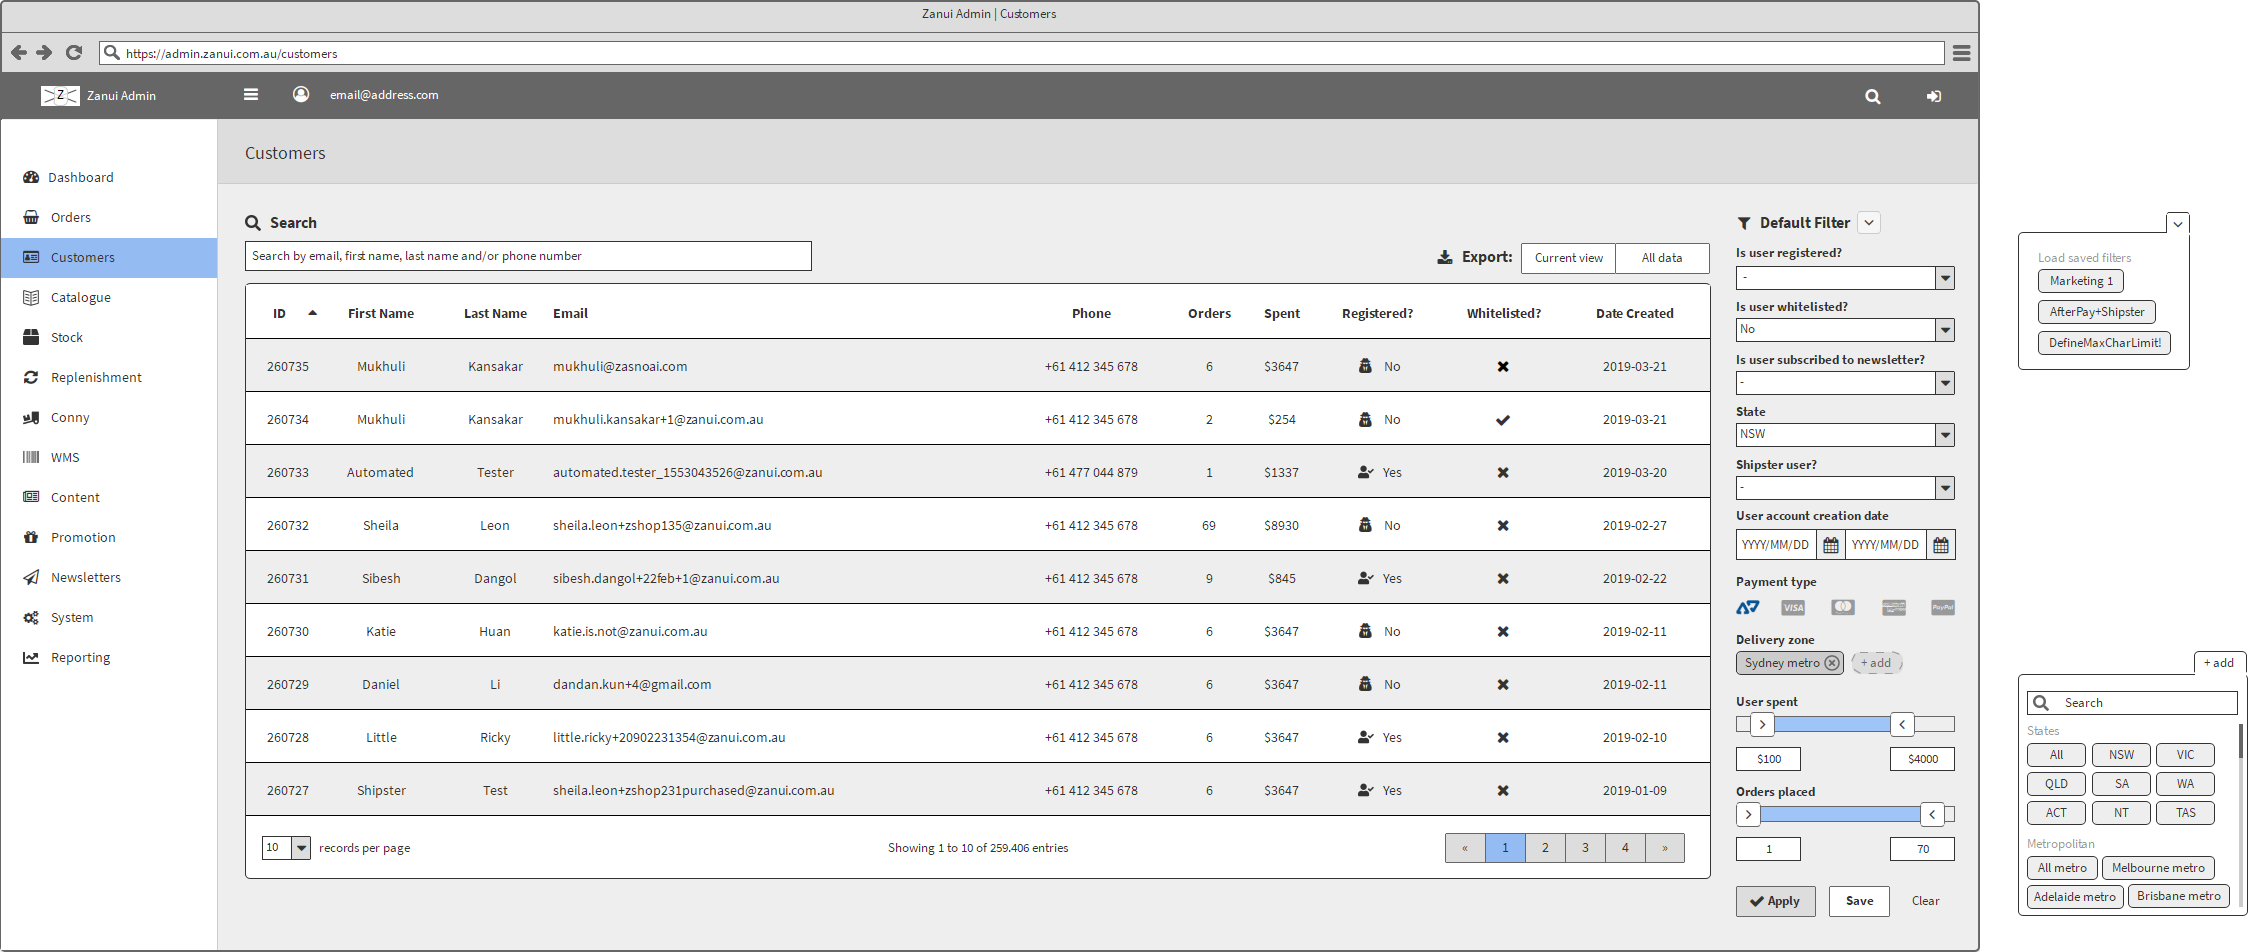 Zanui Admin | Customers
https://admin.zanui.com.au/customers
Z Zanui Admin
email@address.com
Dashboard
Orders
Customers
Catalogue
Stock
Replenishment
Conny
WMS
Content
Promotion
Newsletters
System
Reporting
Customers
Search
Search by email, first name, last name and/or phone number
Export: Current view All data
ID First Name Last Name Email Phone Orders Spent Registered? Whitelisted? Date Created
260735 Mukhuli Kansakar mukhuli@zasnoai.com +61 412 345 678 6 $3647 No 2019-03-21
260734 Mukhuli Kansakar mukhuli.kansakar+1@zanui.com.au +61 412 345 678 2 $254 No 2019-03-21
260733 Automated Tester automated.tester_1553043526@zanui.com.au +61 477 044 879 1 $1337 Yes 2019-03-20
260732 Sheila Leon sheila.leon+zshop135@zanui.com.au +61 412 345 678 69 $8930 No 2019-02-27
260731 Sibesh Dangol sibesh.dangol+22feb+1@zanui.com.au +61 412 345 678 9 $845 Yes 2019-02-22
260730 Katie Huan katie.is.not@zanui.com.au +61 412 345 678 6 $3647 No 2019-02-11
260729 Daniel Li dandan.kun+4@gmail.com +61 412 345 678 6 $3647 No 2019-02-11
260728 Little Ricky little.ricky+20902231354@zanui.com.au +61 412 345 678 6 $3647 Yes 2019-02-10
260727 Shipster Test sheila.leon+zshop231purchased@zanui.com.au +61 412 345 678 6 $3647 Yes 2019-01-09
10 records per page
Showing 1 to 10 of 259.406 entries
« 1 2 3 4 »
Default Filter
Is user registered?
-
Is user whitelisted?
No
Is user subscribed to newsletter?
-
State
NSW
Shipster user?
-
User account creation date
YYYY/MM/DD YYYY/MM/DD
Payment type
VISA PayPal
Delivery zone
Sydney metro + add
User spent
$100 $4000
Orders placed
1 70
Apply Save Clear
Load saved filters
Marketing 1
AfterPay+Shipster
DefineMaxCharLimit!
+ add
Search
States
All NSW VIC
QLD SA WA
ACT NT TAS
Metropolitan
All metro Melbourne metro
Adelaide metro Brisbane metro